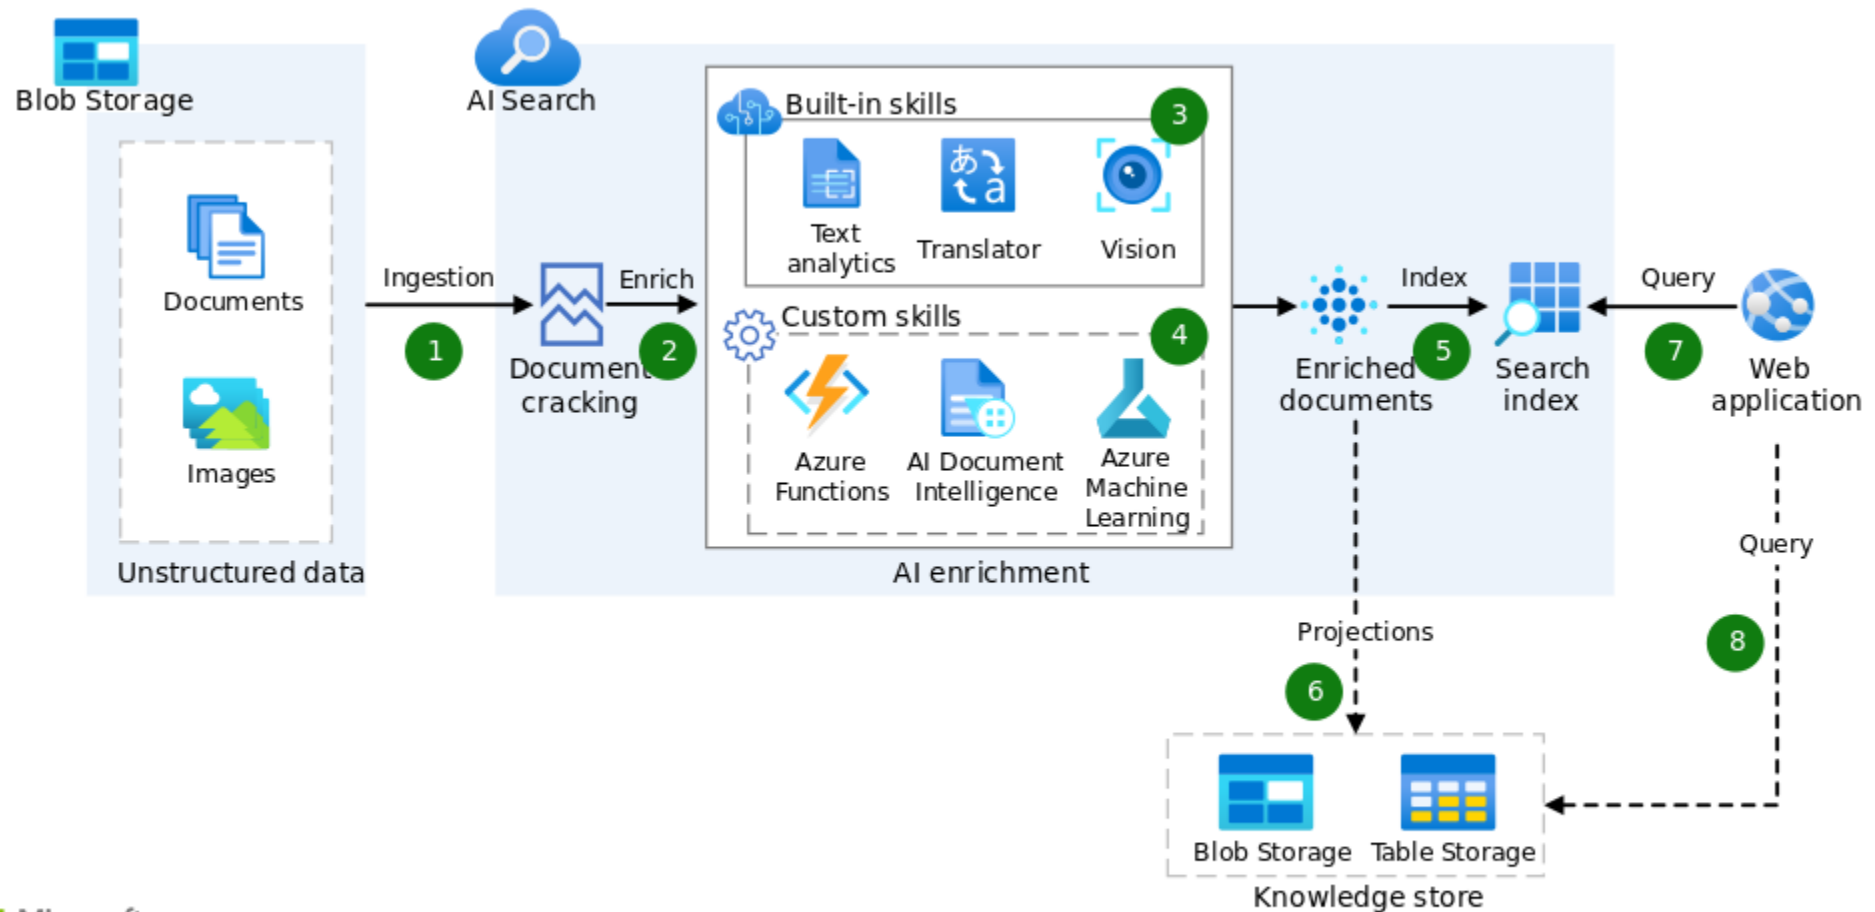 Blob Storage
AI Search
Built-in skills
3
Text
analytics
Translator
Vision
Documents
Images
Unstructured data
Ingestion
1
Document
cracking
Enrich
2
Custom skills
4
Azure
Functions
AI Document
Intelligence
Azure
Machine
Learning
AI enrichment
Enriched
documents
Index
5
Search
index
Query
7
Web
application
Query
8
Projections
6
Blob Storage
Table Storage
Knowledge store